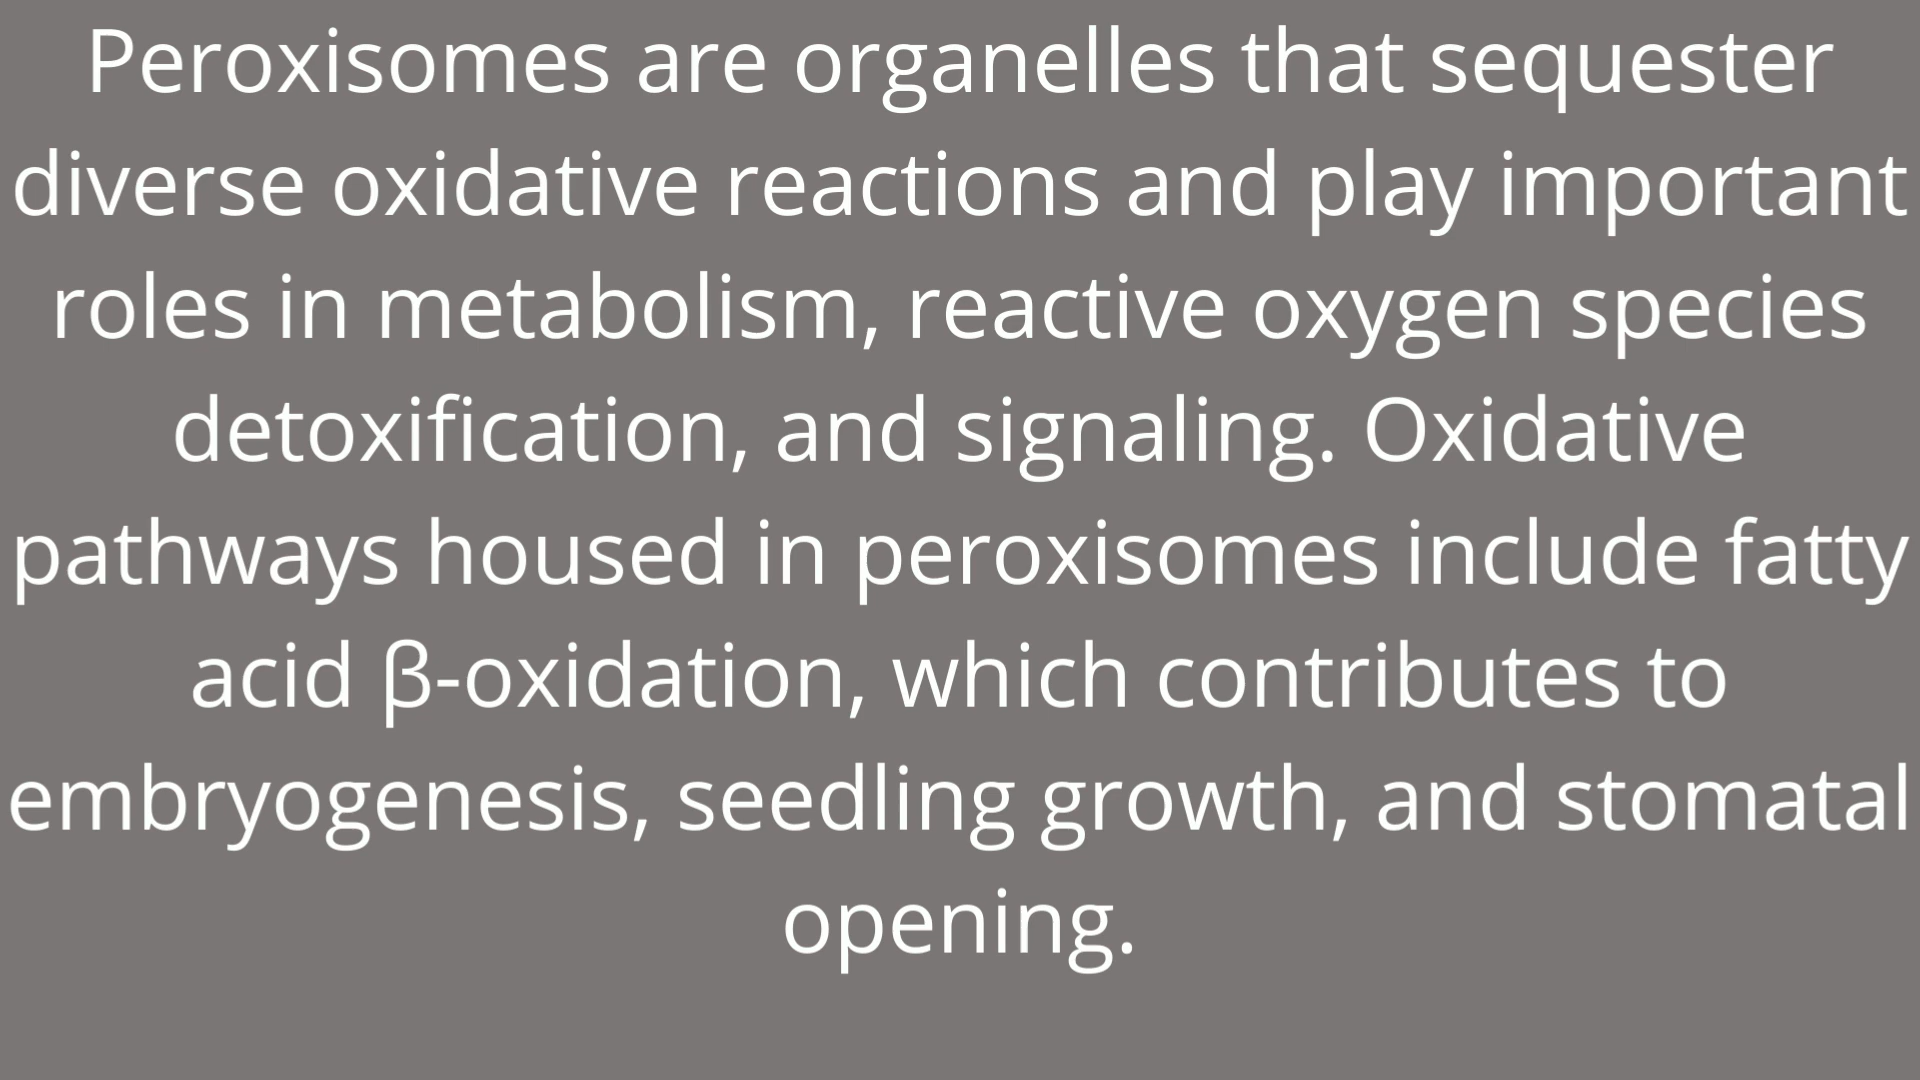 Peroxisomes are organelles that sequester
diverse oxidative reactions and play important
roles in metabolism, reactive oxygen species
detoxification, and signaling. Oxidative
pathways housed in peroxisomes include fatty
acid β-oxidation, which contributes to
embryogenesis, seedling growth, and stomatal
opening.